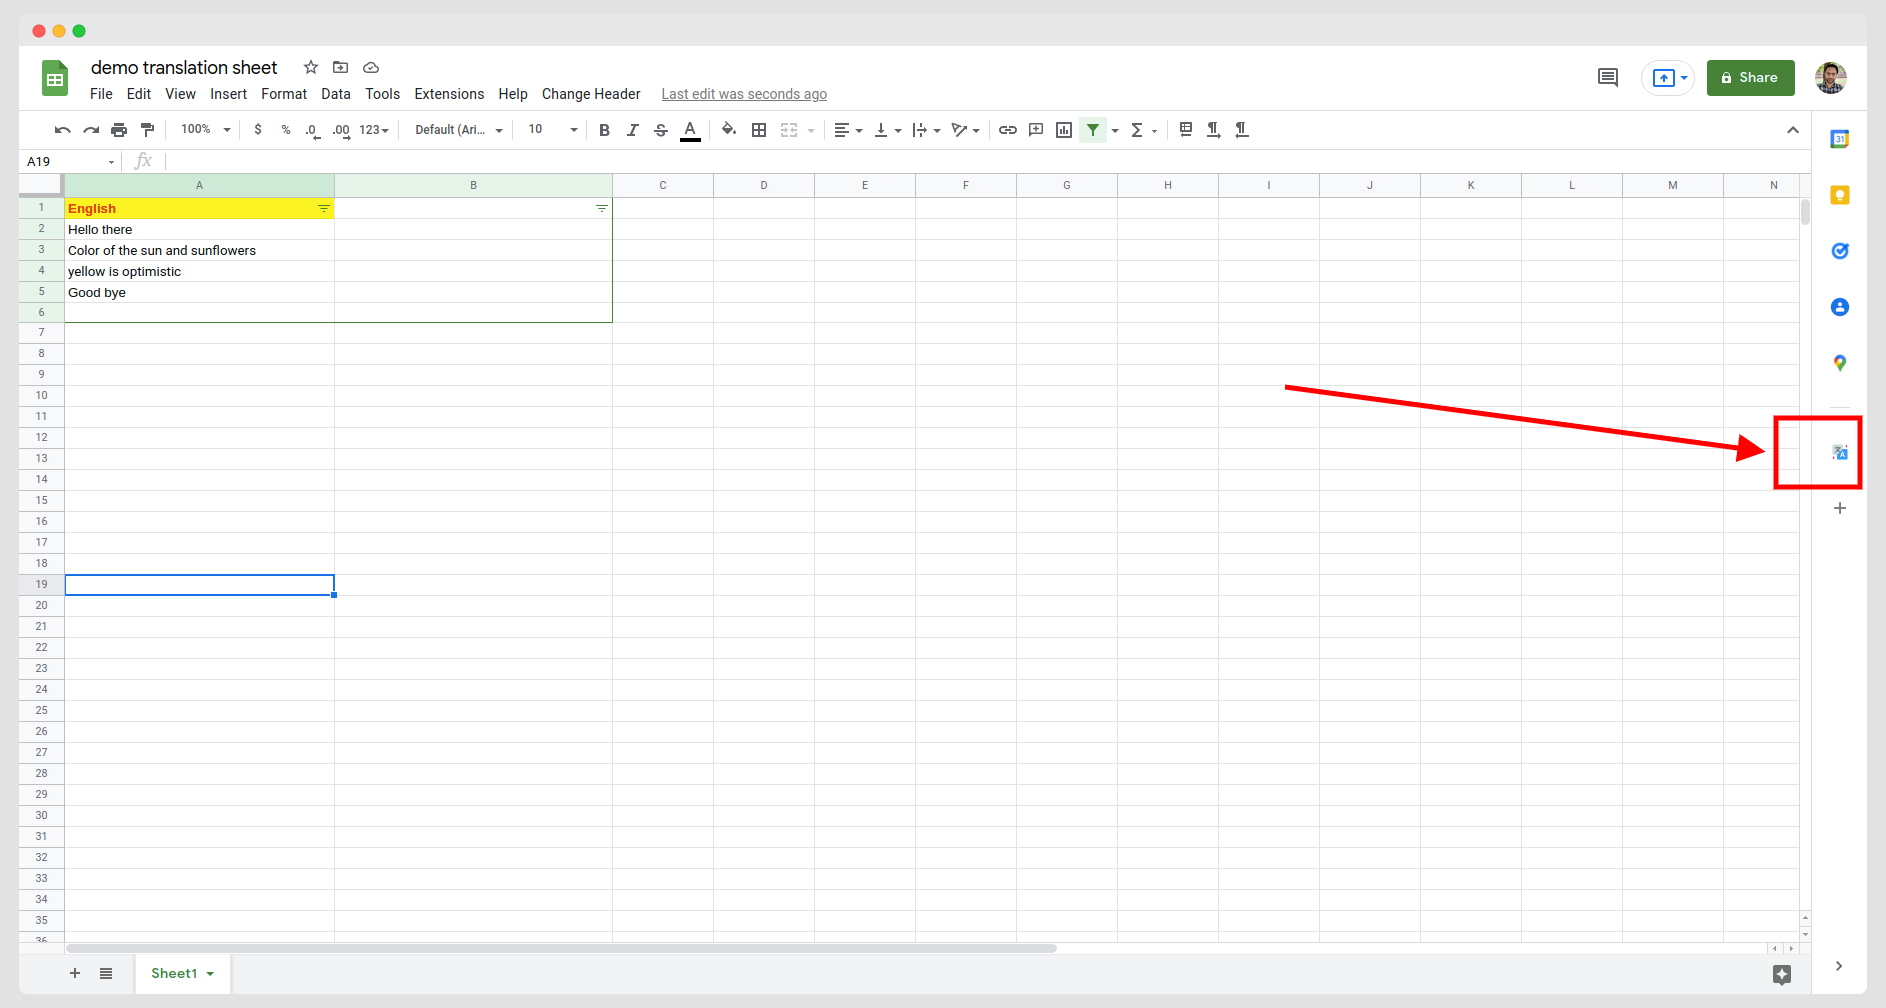 demo translation sheet
File Edit View Insert Format Data Tools Extensions Help Change Header Last edit was seconds ago
Share
100% $ % .0 .00 123 Default (Ari... 10 B I S A Σ
A19 fx
31
A B C D E F G H I J K L M N
1 English
2 Hello there
3 Color of the sun and sunflowers
4 yellow is optimistic
5 Good bye
6
7
8
9
10
11
12
13
14
15
16
17
18
19
20
21
22
23
24
25
26
27
28
29
30
31
32
33
34
35
36
Sheet1